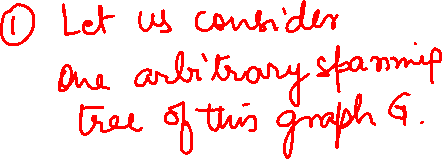 ① Let us consider
one arbitrary spanning
tree of this graph G.